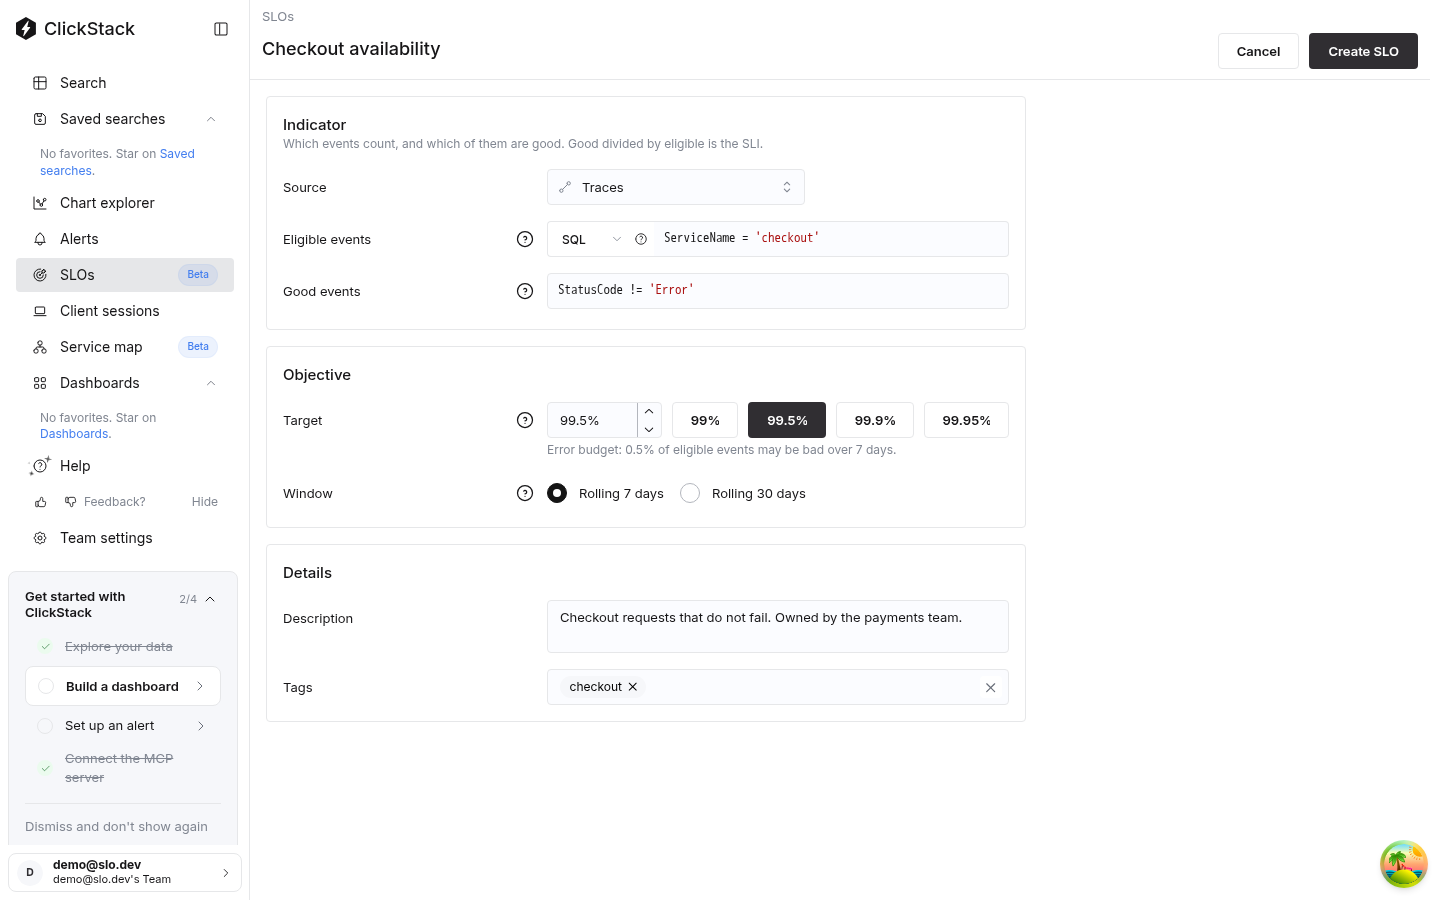 ClickStack
Search
Saved searches
No favorites. Star on Saved
searches.
Chart explorer
Alerts
SLOs
Beta
Client sessions
Service map
Beta
Dashboards
No favorites. Star on
Dashboards.
Help
Feedback?
Hide
Team settings
Get started with
ClickStack
2/4
Explore your data
Build a dashboard
Set up an alert
Connect the MCP
server
Dismiss and don't show again
D
demo@slo.dev
demo@slo.dev's Team
SLOs
Checkout availability
Cancel
Create SLO
Indicator
Which events count, and which of them are good. Good divided by eligible is the SLI.
Source
Traces
Eligible events
SQL
ServiceName = 'checkout'
Good events
StatusCode != 'Error'
Objective
Target
99.5%
99%
99.5%
99.9%
99.95%
Error budget: 0.5% of eligible events may be bad over 7 days.
Window
Rolling 7 days
Rolling 30 days
Details
Description
Checkout requests that do not fail. Owned by the payments team.
Tags
checkout